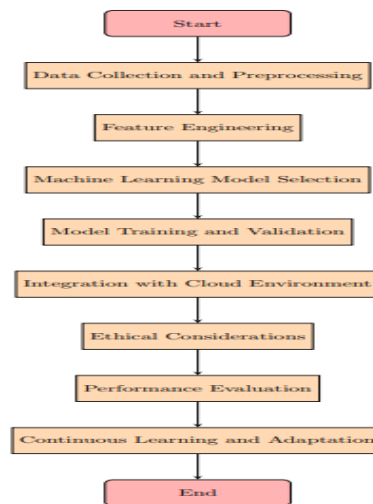 Start
Data Collection and Preprocessing
Feature Engineering
Machine Learning Model Selection
Model Training and Validation
Integration with Cloud Environment
Ethical Considerations
Performance Evaluation
Continuous Learning and Adaptation
End